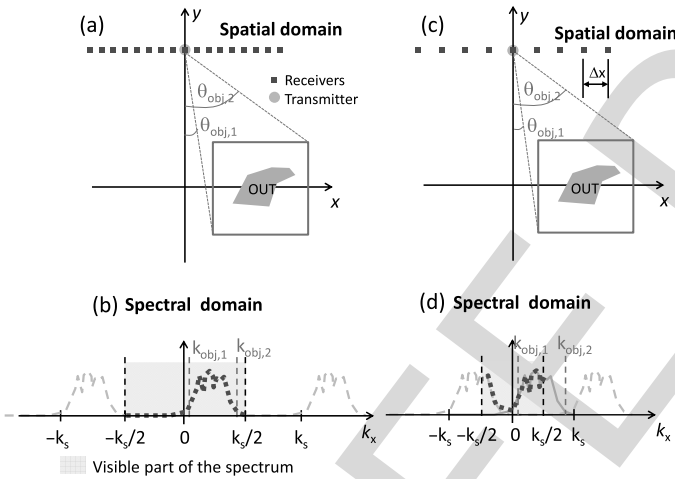 (a)
y
Spatial domain
Receivers
Transmitter
θobj,2
θobj,1
OUT
x
(c)
y
Spatial domain
Δx
θobj,2
θobj,1
OUT
x
(b) Spectral domain
kobj,1
kobj,2
−ks
−ks/2
0
ks/2
ks
kx
Visible part of the spectrum
(d) Spectral domain
kobj,1
kobj,2
−ks
−ks/2
0
ks/2
ks
kx